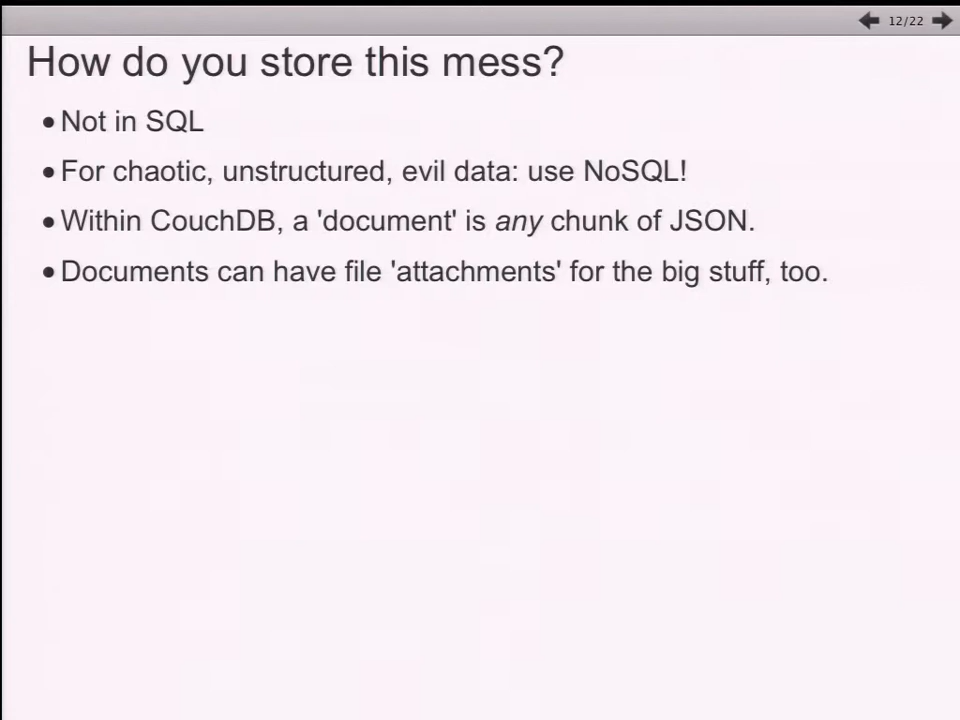 12/22
How do you store this mess?
• Not in SQL
• For chaotic, unstructured, evil data: use NoSQL!
• Within CouchDB, a 'document' is any chunk of JSON.
• Documents can have file 'attachments' for the big stuff, too.